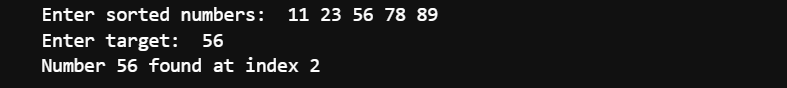 Enter sorted numbers:  11 23 56 78 89
Enter target:  56
Number 56 found at index 2